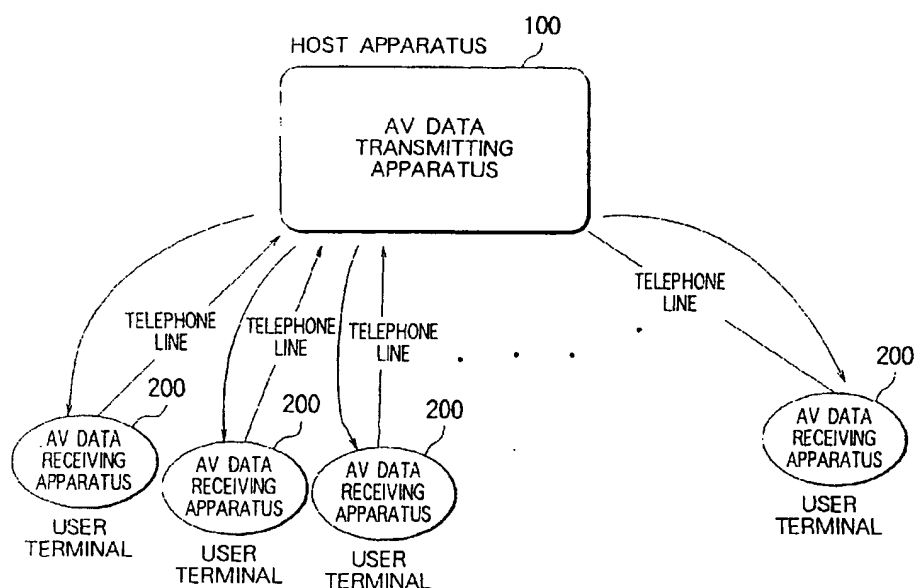 100
HOST APPARATUS
AV DATA
TRANSMITTING
APPARATUS
TELEPHONE
LINE
TELEPHONE
LINE
TELEPHONE
LINE
TELEPHONE
LINE
200
AV DATA
RECEIVING
APPARATUS
USER
TERMINAL
200
AV DATA
RECEIVING
APPARATUS
USER
TERMINAL
200
AV DATA
RECEIVING
APPARATUS
USER
TERMINAL
200
AV DATA
RECEIVING
APPARATUS
USER
TERMINAL